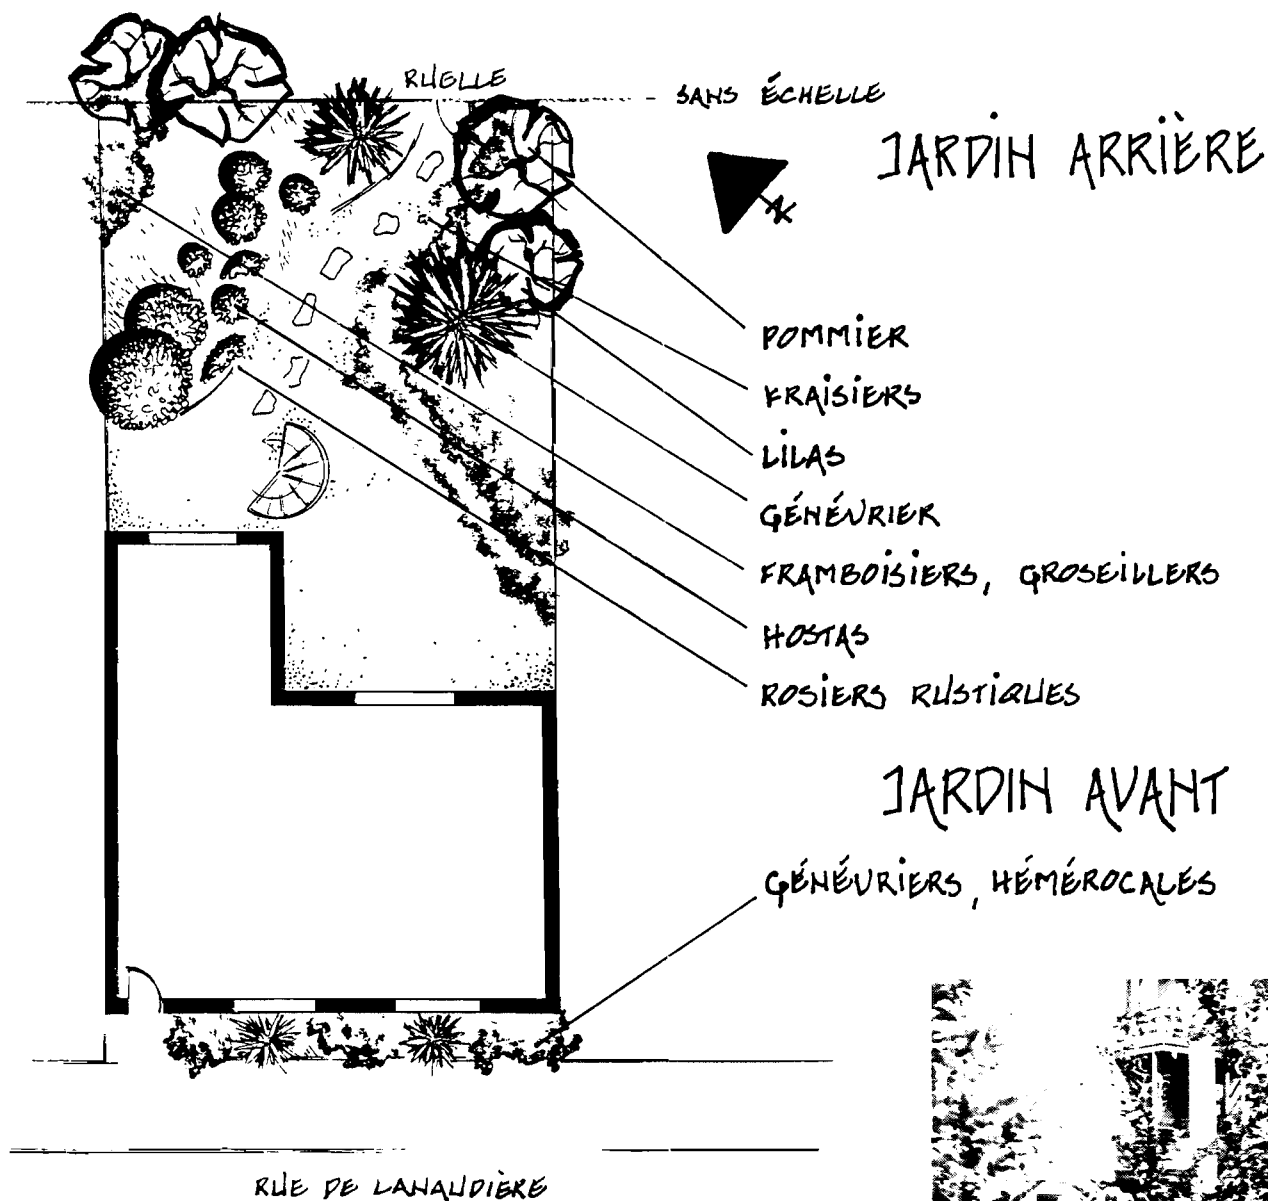 RUELLE
SANS ÉCHELLE
JARDIN ARRIÈRE
N
POMMIER
FRAISIERS
LILAS
GÉNÉVRIER
FRAMBOISIERS, GROSEILLERS
HOSTAS
ROSIERS RUSTIQUES
JARDIN AVANT
GÉNÉVRIERS, HÉMÉROCALES
RUE DE LANAUDIÈRE